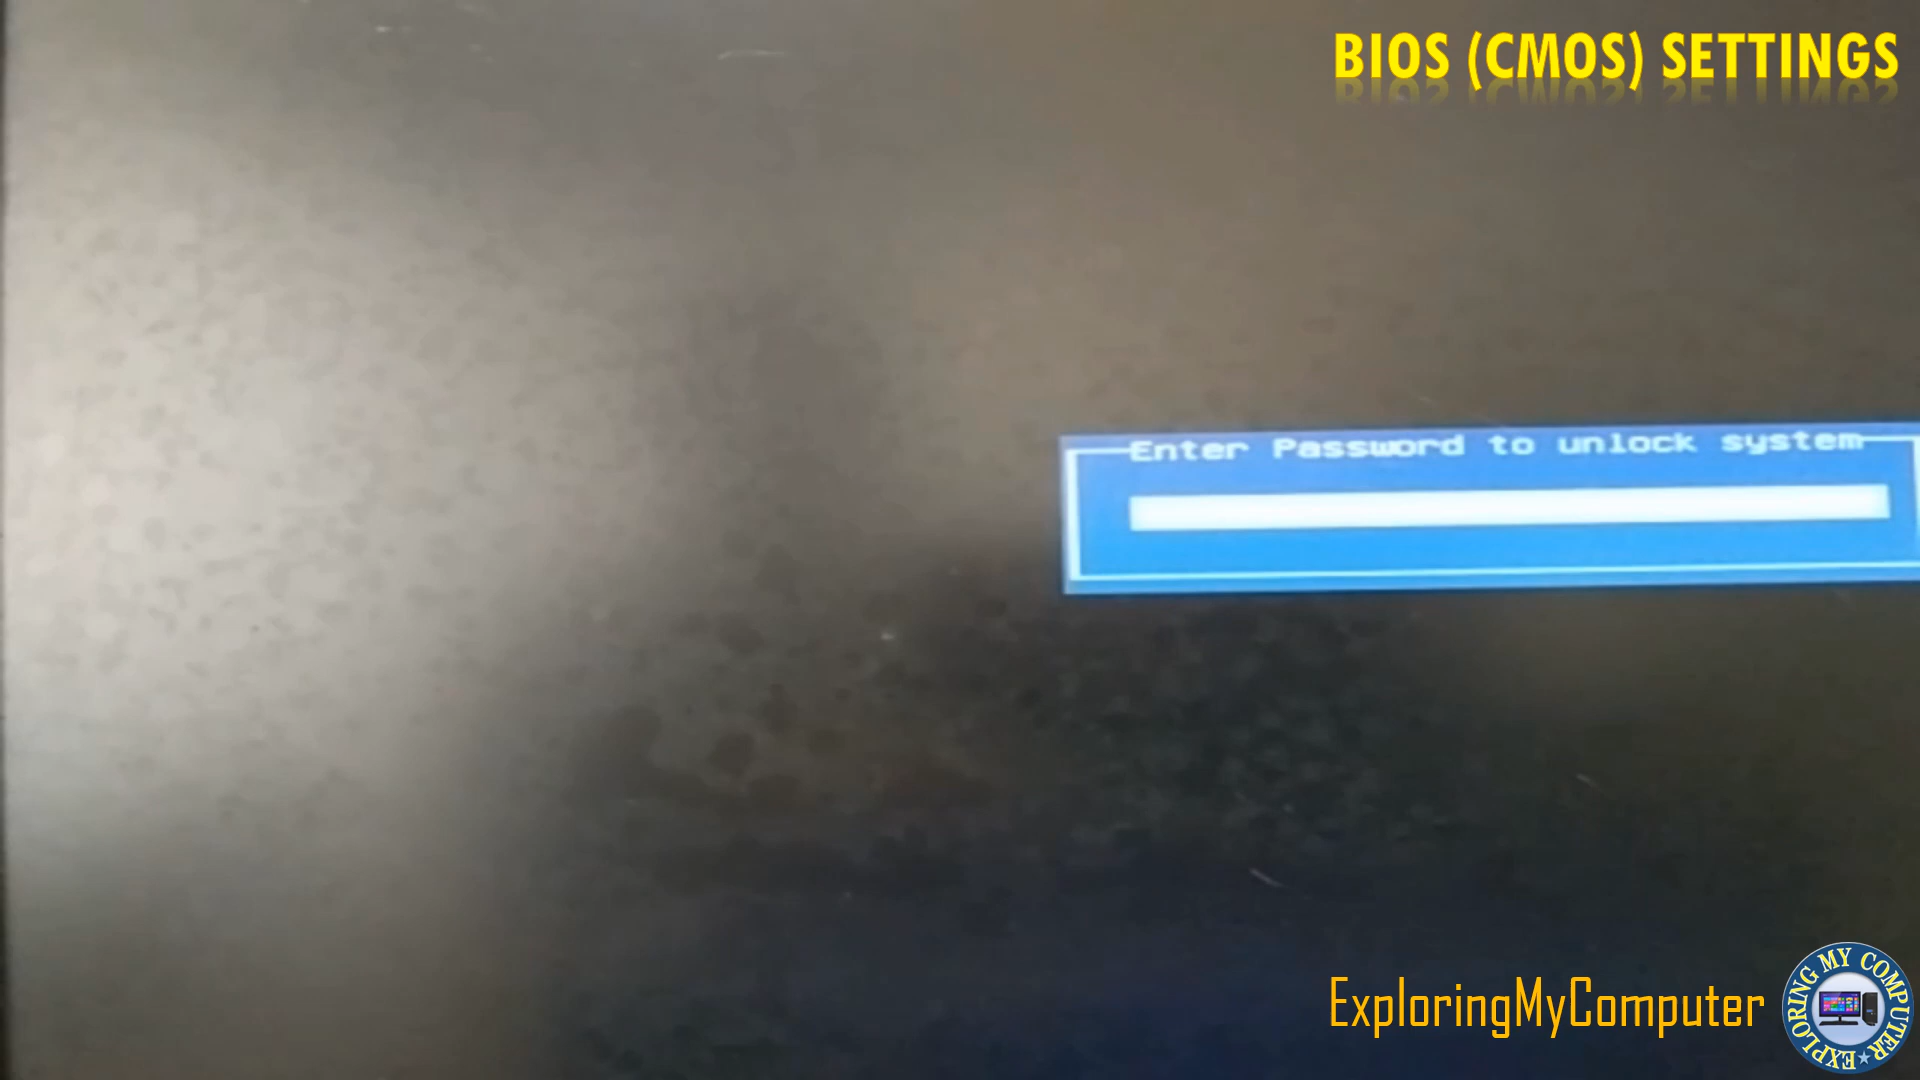 BIOS (CMOS) SETTINGS
Enter Password to unlock system
ExploringMyComputer
EXPLORING MY COMPUTER